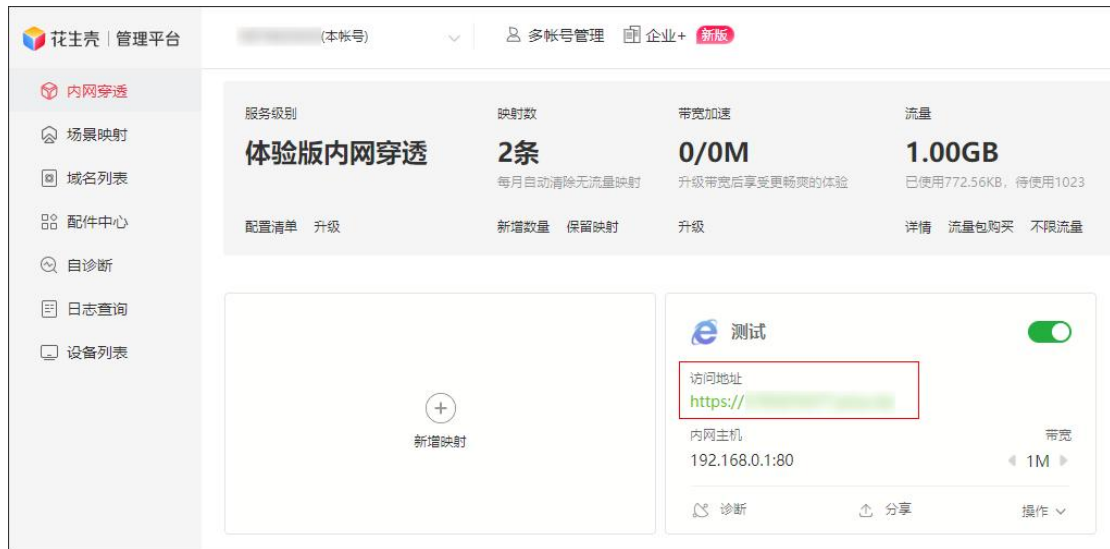 花生壳 | 管理平台
(本帐号)
多帐号管理
企业+ 新版
内网穿透
场景映射
域名列表
配件中心
自诊断
日志查询
设备列表
服务级别
体验版内网穿透
配置清单 升级
映射数
2条
每月自动清除无流量映射
新增数量 保留映射
带宽加速
0/0M
升级带宽后享受更畅爽的体验
升级
流量
1.00GB
已使用772.56KB, 待使用1023
详情 流量包购买 不限流量
新增映射
测试
访问地址
https://
内网主机
192.168.0.1:80
带宽
1M
诊断
分享
操作